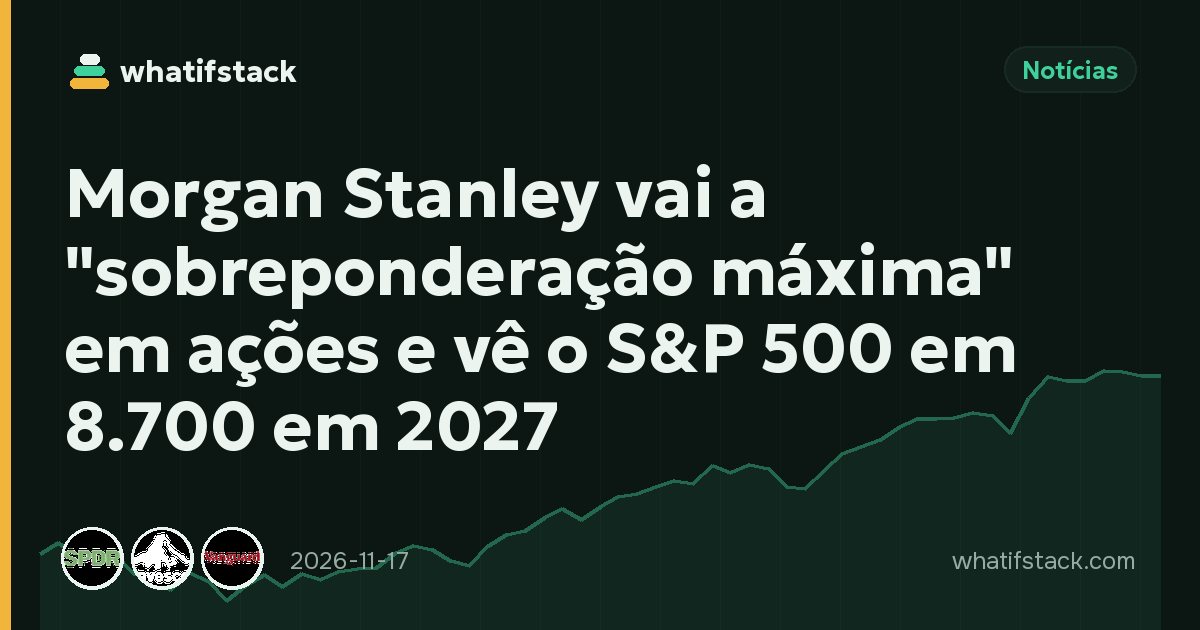 whatifstack
Notícias
Morgan Stanley vai a
"sobreponderação máxima"
em ações e vê o S&P 500 em
8.700 em 2027
SPDR
Vanguard
2026-11-17
whatifstack.com